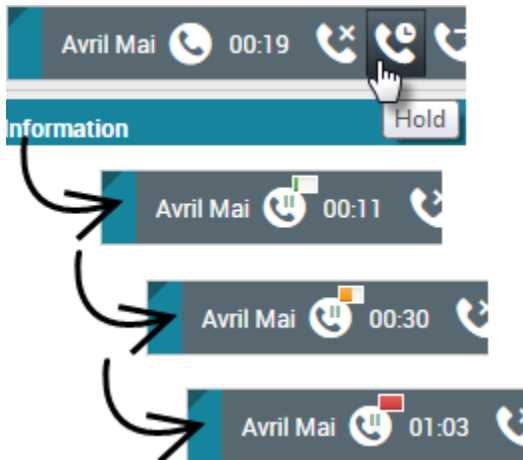 Avril Mai 00:19
Hold
Information
Avril Mai 00:11
Avril Mai 00:30
Avril Mai 01:03